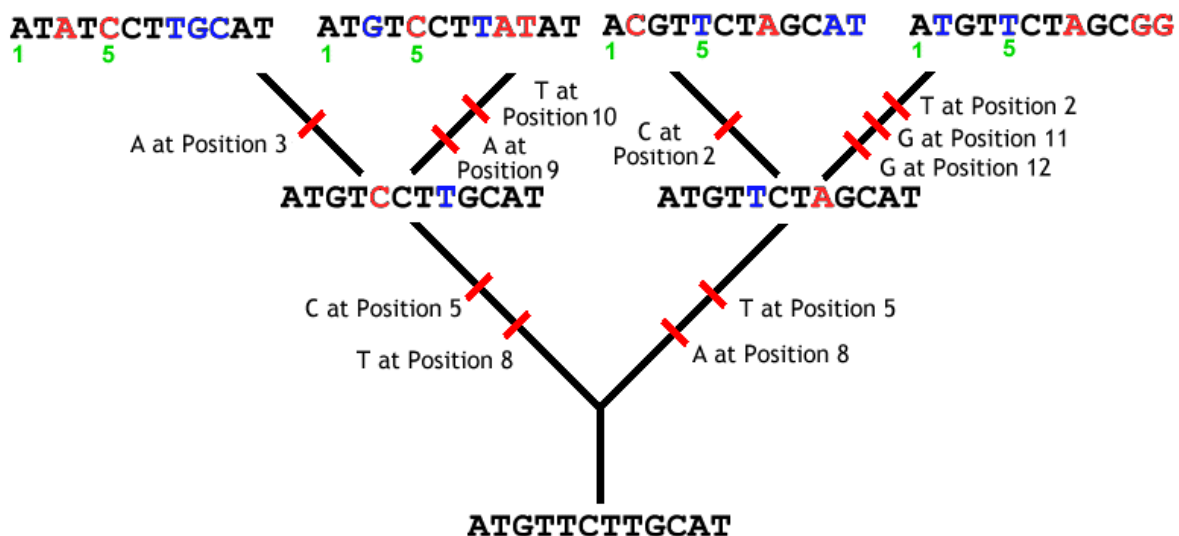 ATATCCTTGCAT
1 5
ATGTCCTTATAT
1 5
ACGTTCTAGCAT
1 5
ATGTTCTAGCGG
1 5
A at Position 3
T at
Position 10
A at
Position 9
C at
Position 2
T at Position 2
G at Position 11
G at Position 12
ATGTCCTTGCAT
ATGTTCTAGCAT
C at Position 5
T at Position 8
T at Position 5
A at Position 8
ATGTTCTTGCAT